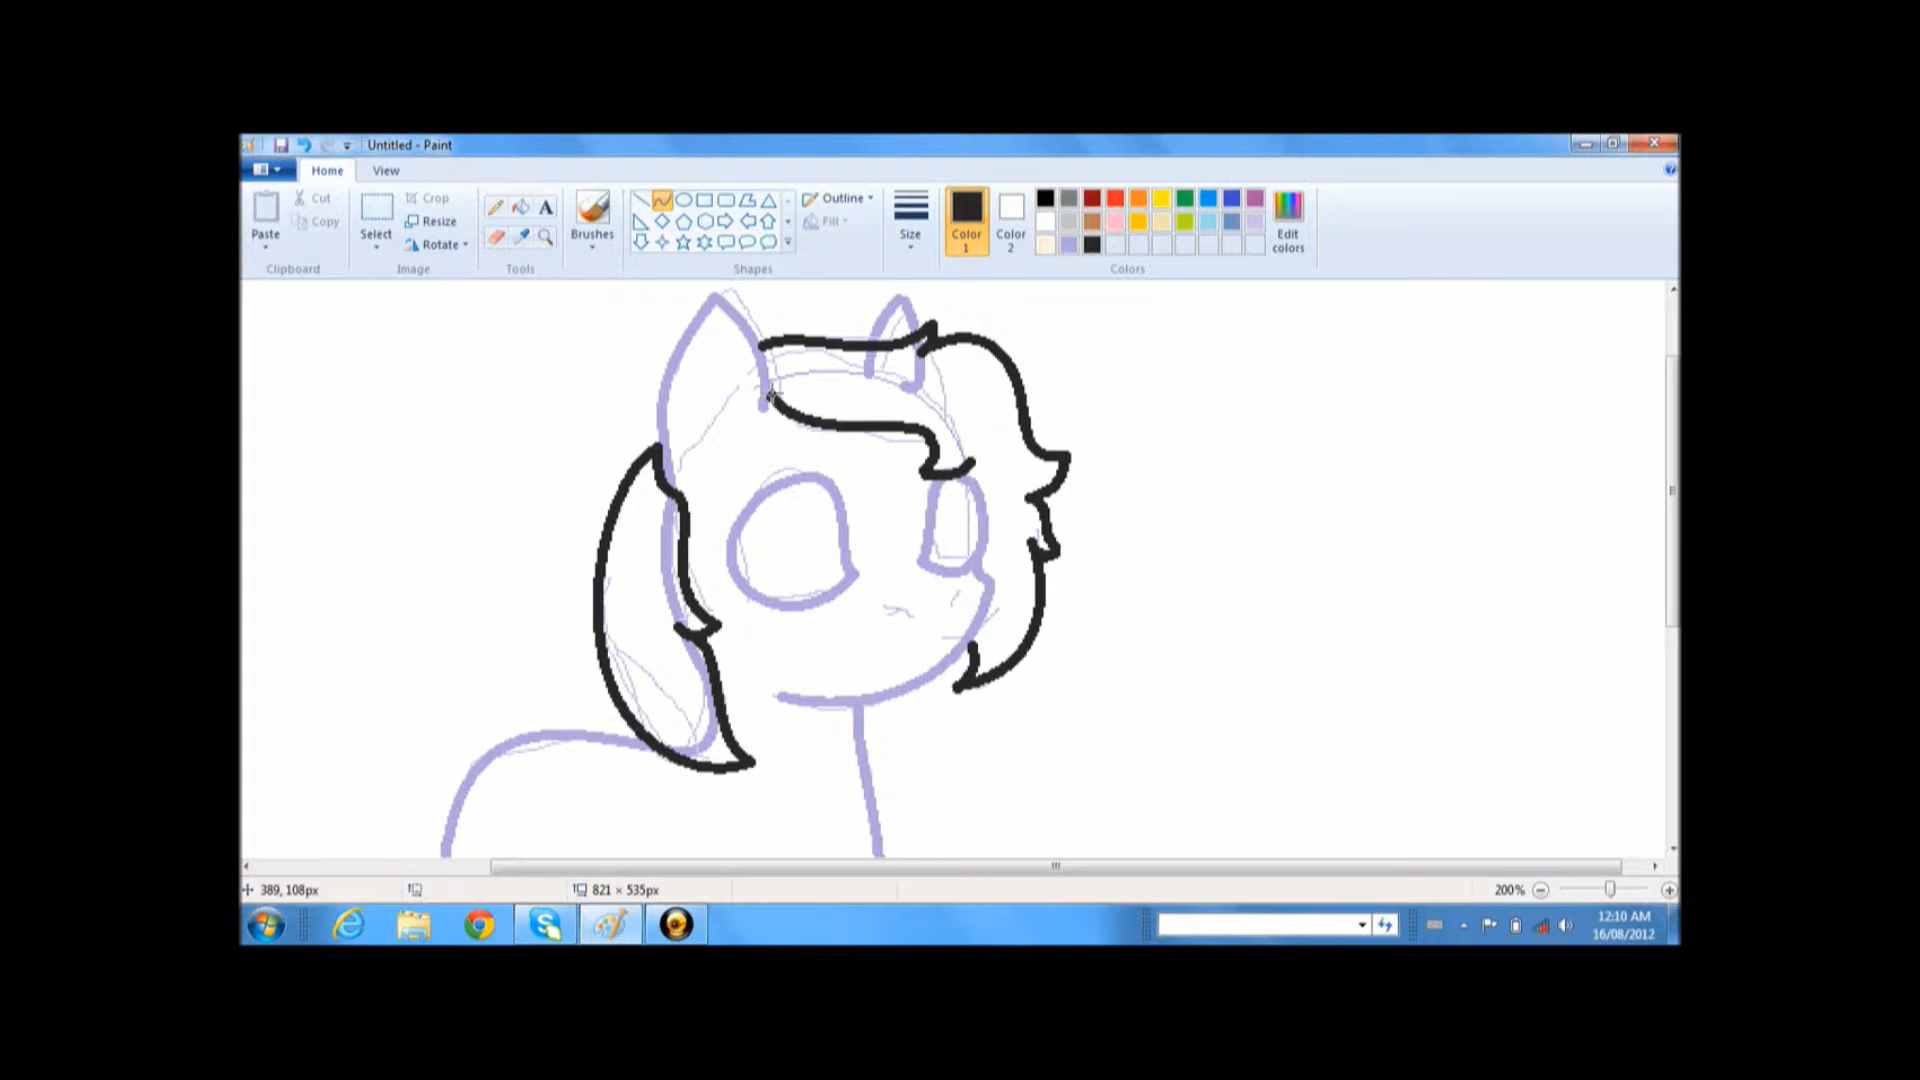 Untitled - Paint
Home View
Paste Cut Copy
Select Crop Resize Rotate
A
Brushes
Outline Fill
Size
Color 1 Color 2
Edit colors
Clipboard Image Tools Shapes Colors
389, 108px 821 × 535px 200%
12:10 AM
16/08/2012